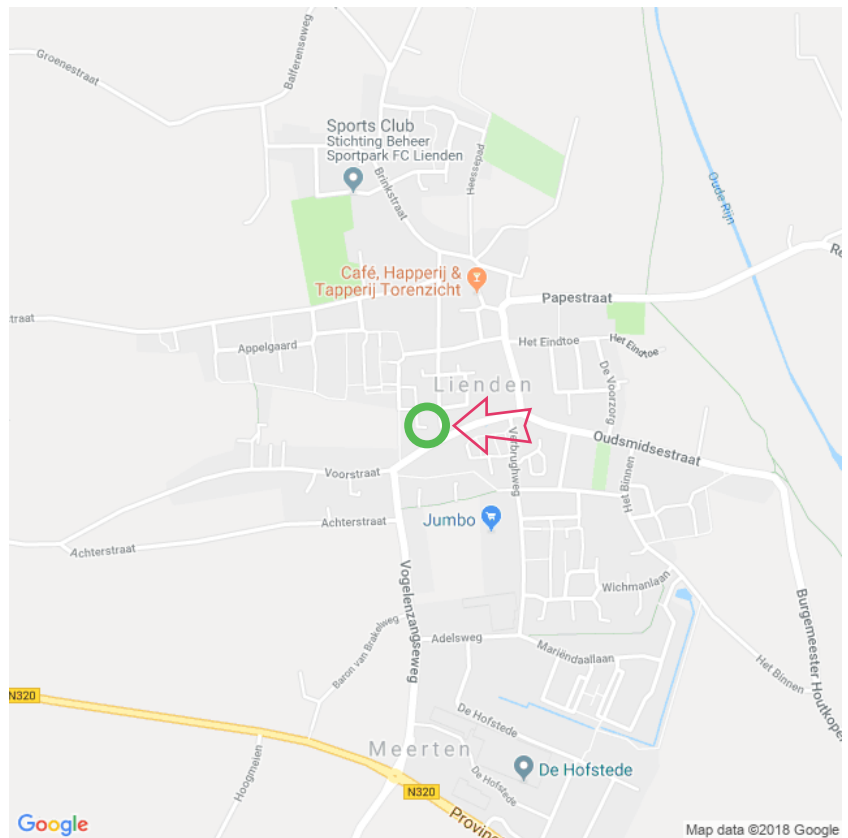 Groenestraat
Balferenseweg
Sports Club
Stichting Beheer
Sportpark FC Lienden
Heessepad
Brinkstraat
Oude Rijn
Re
Café, Happerij &
Tapperij Torenzicht
Papestraat
traat
Appelgaard
Het Eindtoe
Het Eindtoe
De Voorzorg
Lienden
Verbrughweg
Oudsmidsestraat
Voorstraat
Het Binnen
Achterstraat
Jumbo
Achterstraat
Vogelenzangseweg
Wichmanlaan
Burgemeester Houtkoper
Baron van Brakelweg
Adelsweg
Mariëndaallaan
Het Binnen
N320
De Hofstede
Meerten
De Hofstede
De Hofstede
Hoogmeien
N320
Provin
Google
Map data ©2018 Google